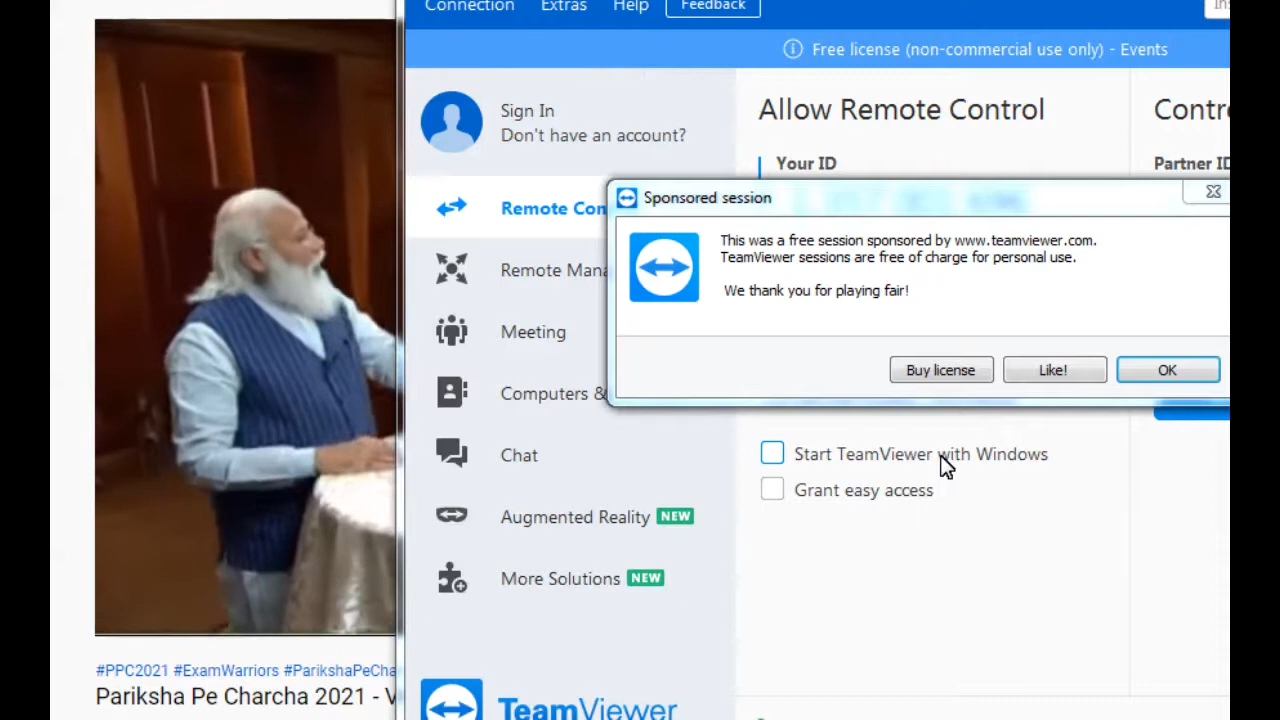 Connection Extras Help Feedback
Free license (non-commercial use only) - Events
Sign In
Don't have an account?
Allow Remote Control
Your ID
Partner ID
Remote Con
Sponsored session
This was a free session sponsored by www.teamviewer.com.
TeamViewer sessions are free of charge for personal use.
We thank you for playing fair!
Buy license Like! OK
Remote Mana
Meeting
Computers &
Chat
Augmented Reality NEW
More Solutions NEW
Start TeamViewer with Windows
Grant easy access
TeamViewer
#PPC2021 #ExamWarriors #ParikshaPeCha
Pariksha Pe Charcha 2021 - V